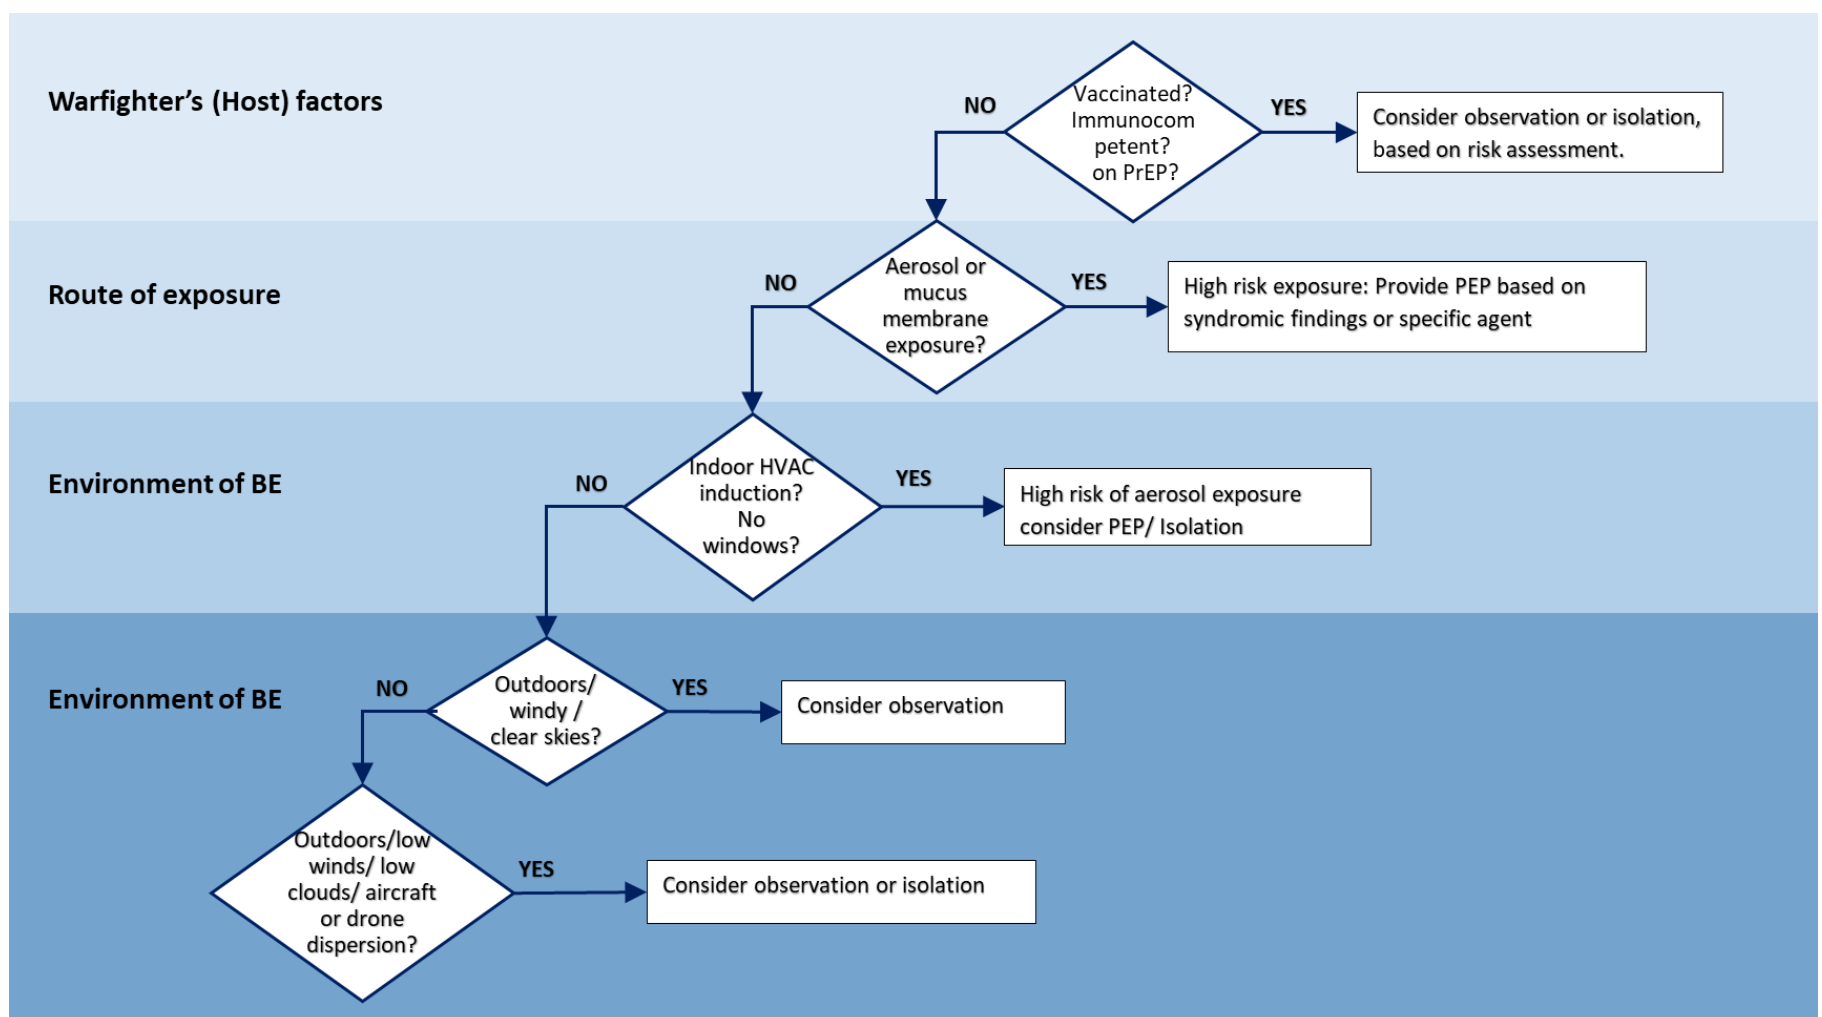 Warfighter's (Host) factors
NO
Vaccinated?
Immunocom
petent?
on PrEP?
YES
Consider observation or isolation,
based on risk assessment.
Route of exposure
NO
Aerosol or
mucus
membrane
exposure?
YES
High risk exposure: Provide PEP based on
syndromic findings or specific agent
Environment of BE
NO
Indoor HVAC
induction?
No
windows?
YES
High risk of aerosol exposure
consider PEP/ Isolation
Environment of BE
NO
Outdoors/
windy /
clear skies?
YES
Consider observation
Outdoors/low
winds/ low
clouds/ aircraft
or drone
dispersion?
YES
Consider observation or isolation